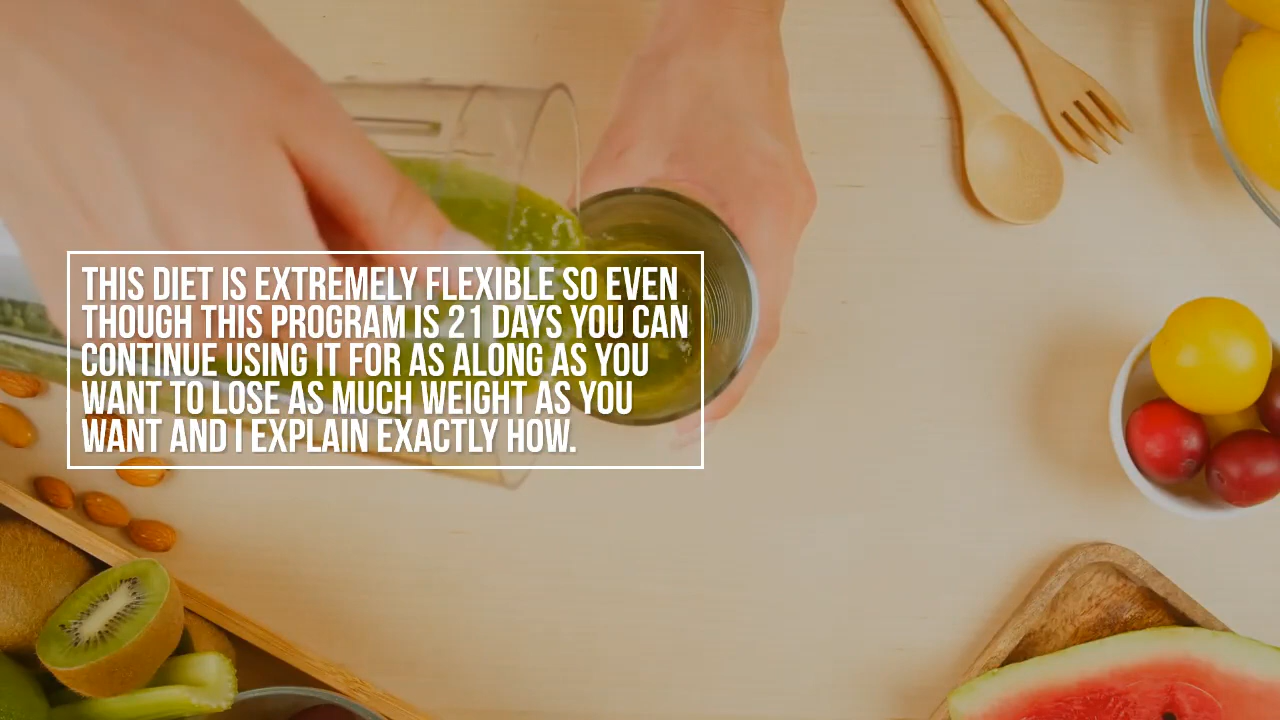 THIS DIET IS EXTREMELY FLEXIBLE SO EVEN
THOUGH THIS PROGRAM IS 21 DAYS YOU CAN
CONTINUE USING IT FOR AS ALONG AS YOU
WANT TO LOSE AS MUCH WEIGHT AS YOU
WANT AND I EXPLAIN EXACTLY HOW.